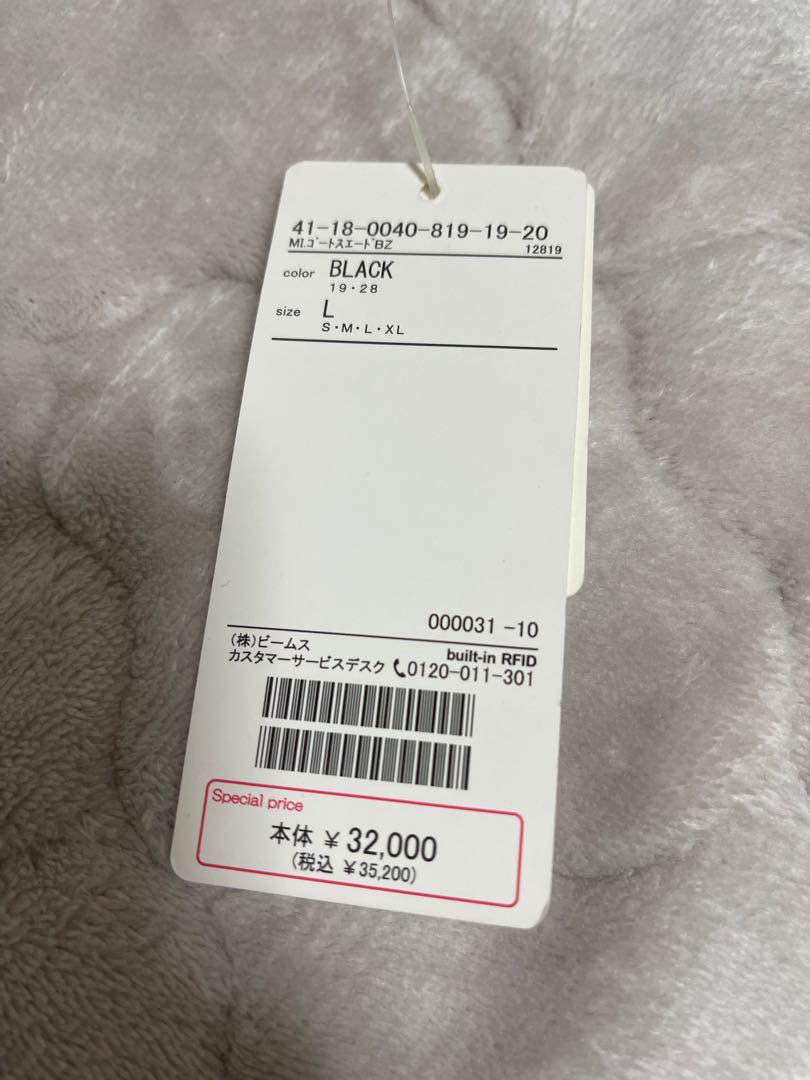 41-18-0040-819-19-20
MI.ｺﾞｰﾄｽｴｰﾄﾞBZ 12819
color BLACK
19・28
size L
S・M・L・XL
000031 -10
(株)ビームス built-in RFID
カスタマーサービスデスク 0120-011-301
Special price
本体 ¥ 32,000
(税込 ¥ 35,200)